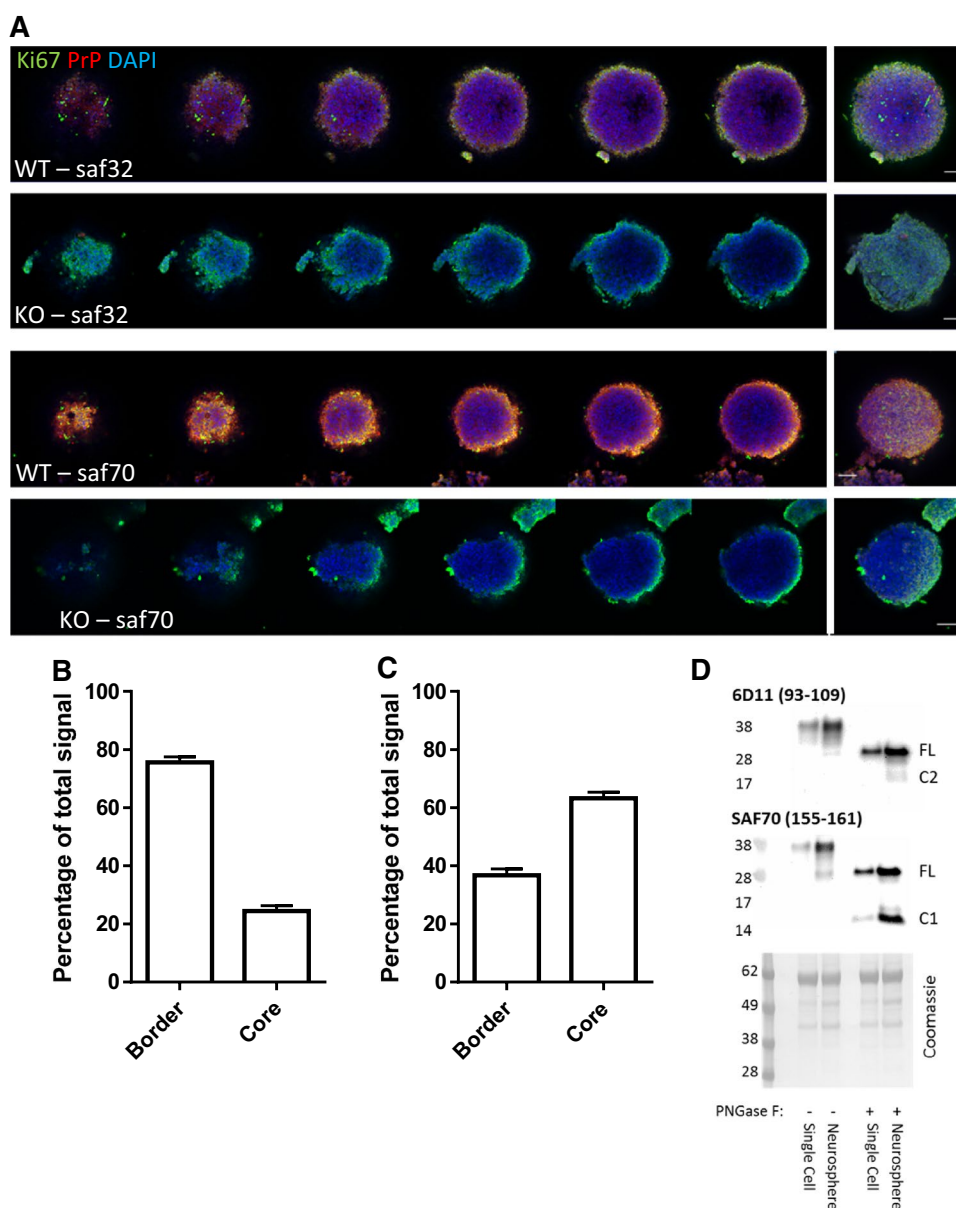 A
Ki67 PrP DAPI
WT – saf32
KO – saf32
WT – saf70
KO – saf70
B
Percentage of total signal
100
80
60
40
20
0
Border
Core
C
Percentage of total signal
100
80
60
40
20
0
Border
Core
D
6D11 (93-109)
38
28
17
FL
C2
SAF70 (155-161)
38
28
17
14
FL
C1
62
49
38
28
Coomassie
PNGase F: - - + +
Single Cell
Neurosphere
Single Cell
Neurosphere